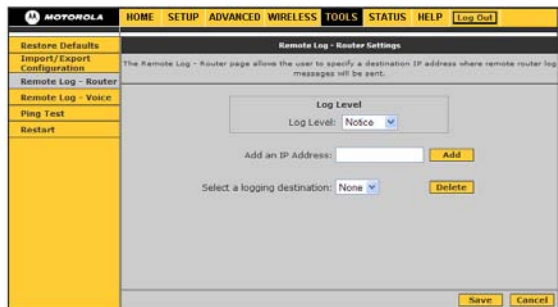 MOTOROLA HOME SETUP ADVANCED WIRELESS TOOLS STATUS HELP Log Out
Restore Defaults
Import/Export
Configuration
Remote Log - Router
Remote Log - Voice
Ping Test
Restart
Remote Log - Router Settings
The Remote Log - Router page allows the user to specify a destination IP address where remote router log
messages will be sent.
Log Level
Log Level: Notice
Add an IP Address: Add
Select a logging destination: None Delete
Save Cancel